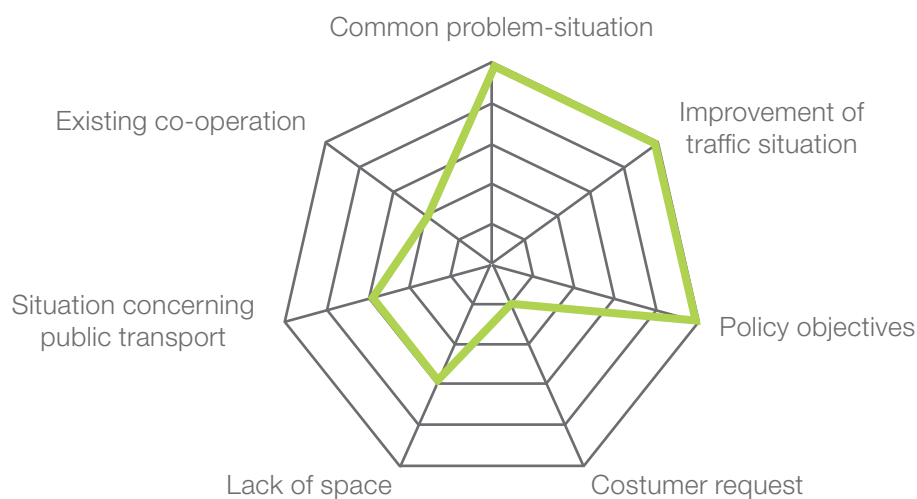 Common problem-situation
Improvement of
traffic situation
Existing co-operation
Situation concerning
public transport
Policy objectives
Lack of space
Costumer request